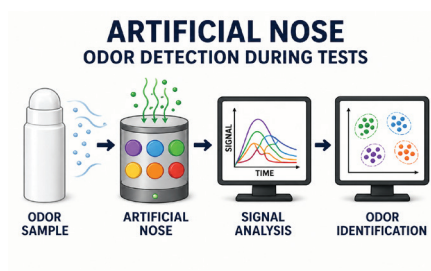 ARTIFICIAL NOSE
ODOR DETECTION DURING TESTS
SIGNAL
TIME
ODOR
SAMPLE
ARTIFICIAL
NOSE
SIGNAL
ANALYSIS
ODOR
IDENTIFICATION